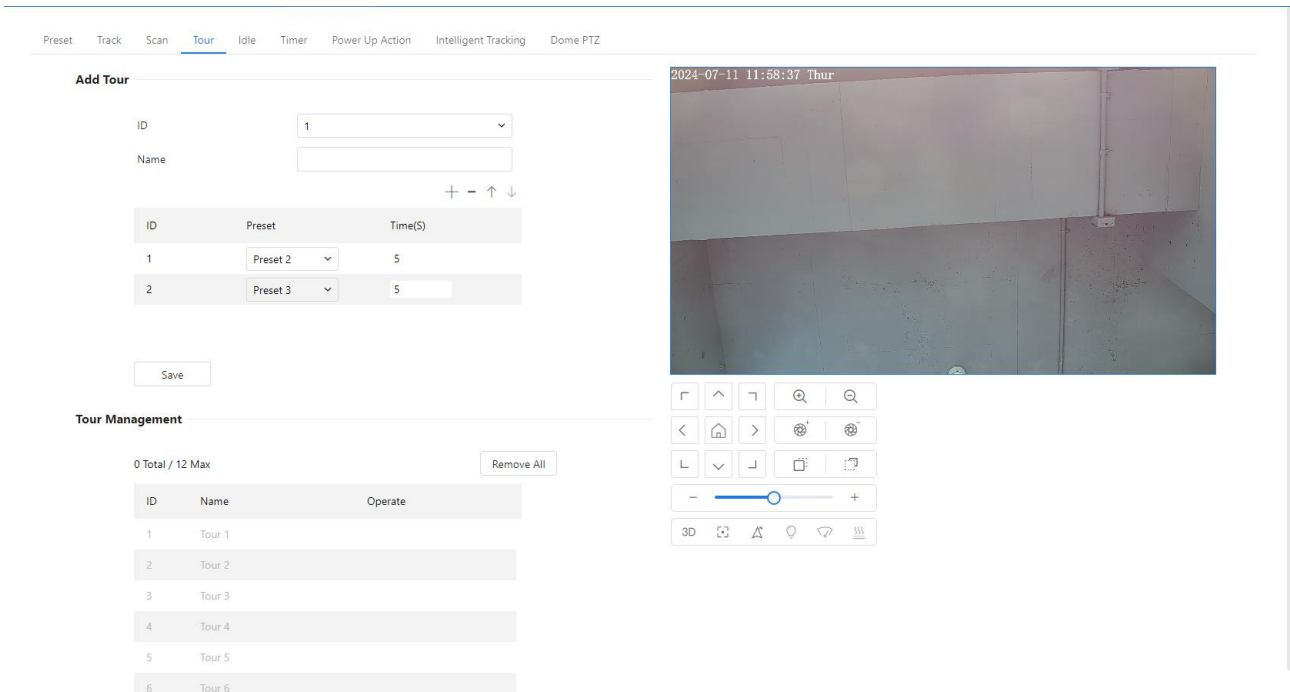 Preset Track Scan Tour Idle Timer Power Up Action Intelligent Tracking Dome PTZ
Add Tour
ID 1
Name
ID Preset Time(S)
1 Preset 2 5
2 Preset 3 5
Save
Tour Management
0 Total / 12 Max Remove All
ID Name Operate
1 Tour 1
2 Tour 2
3 Tour 3
4 Tour 4
5 Tour 5
6 Tour 6
2024-07-11 11:58:37 Thur
3D